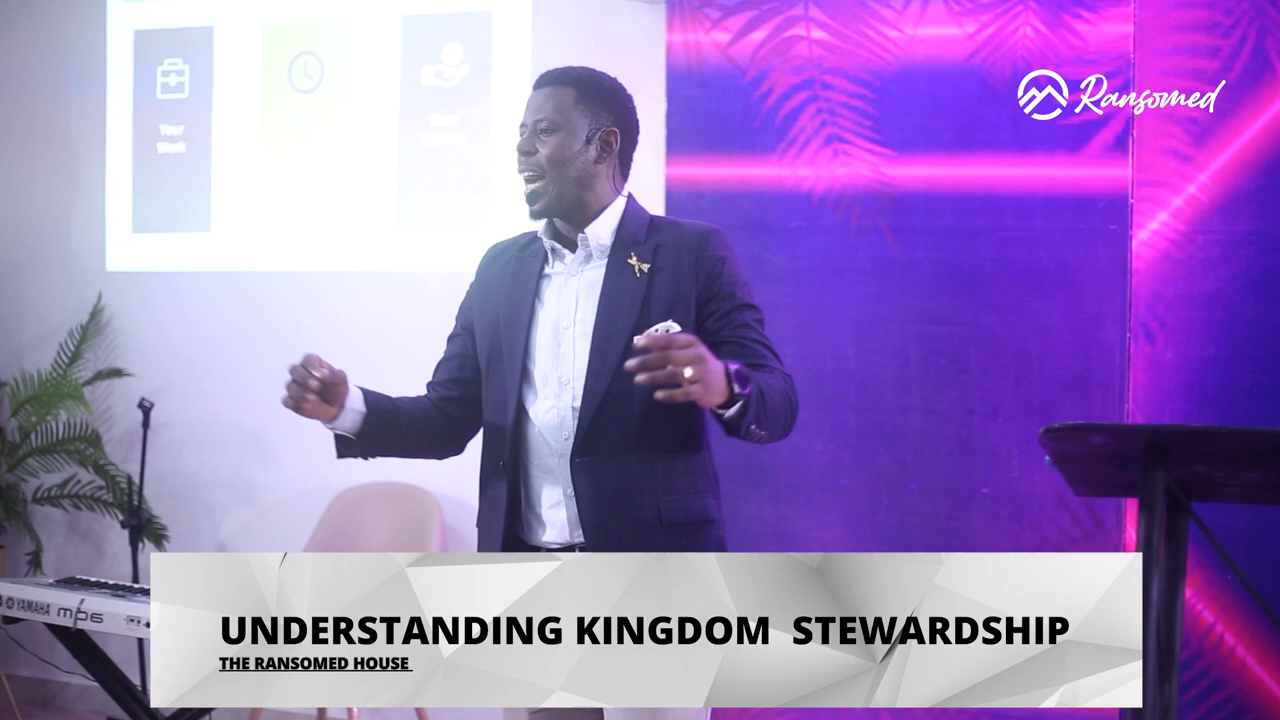 Your
Work
Ransomed
UNDERSTANDING KINGDOM STEWARDSHIP
THE RANSOMED HOUSE
YAMAHA mo6